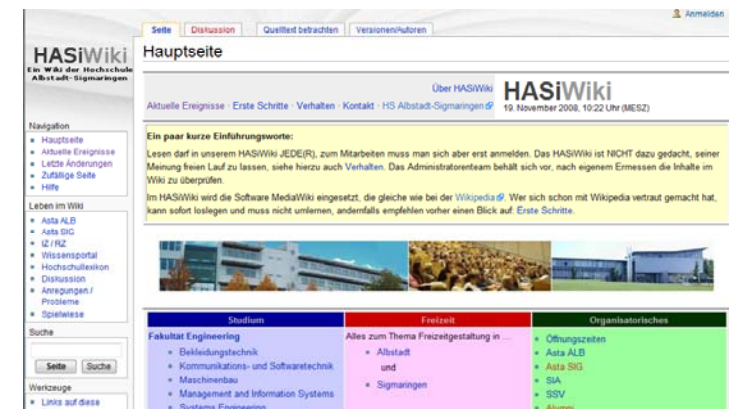 Anmelden
Seite Diskussion Quelltext betrachten Versionen/Autoren
HASiWiki
Ein Wiki der Hochschule
Albstadt-Sigmaringen
Hauptseite
Über HASiWiki
Aktuelle Ereignisse · Erste Schritte · Verhalten · Kontakt · HS Albstadt-Sigmaringen
HASiWiki
19. November 2008, 10:22 Uhr (MESZ)
Navigation
Hauptseite
Aktuelle Ereignisse
Letzte Änderungen
Zufällige Seite
Hilfe
Leben im Wiki
Asta ALB
Asta SIG
IZ / RZ
Wissensportal
Hochschullexikon
Diskussion
Anregungen /
Probleme
Spielwiese
Suche
Seite Suche
Werkzeuge
Links auf diese
Ein paar kurze Einführungsworte:
Lesen darf in unserem HASiWiki JEDE(R), zum Mitarbeiten muss man sich aber erst anmelden. Das HASiWiki ist NICHT dazu gedacht, seiner
Meinung freien Lauf zu lassen, siehe hierzu auch Verhalten. Das Administratorenteam behält sich vor, nach eigenem Ermessen die Inhalte im
Wiki zu überprüfen.
Im HASiWiki wird die Software MediaWiki eingesetzt, die gleiche wie bei der Wikipedia. Wer sich schon mit Wikipedia vertraut gemacht hat,
kann sofort loslegen und muss nicht umlernen, andernfalls empfehlen vorher einen Blick auf: Erste Schritte.
Studium
Fakultät Engineering
Bekleidungstechnik
Kommunikations- und Softwaretechnik
Maschinenbau
Management and Information Systems
Systems Engineering
Freizeit
Alles zum Thema Freizeitgestaltung in ...
Albstadt
und
Sigmaringen
Organisatorisches
Öffnungszeiten
Asta ALB
Asta SIG
SIA
SSV
Alumni